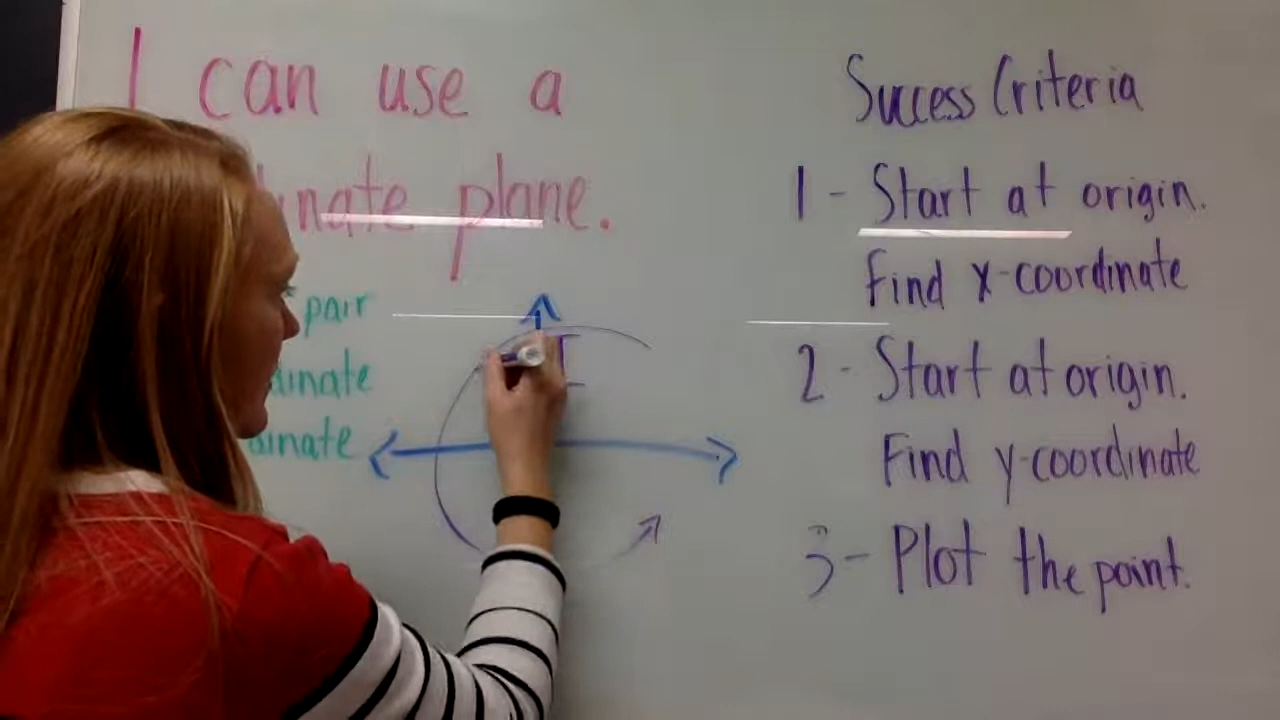 I can use a
inate plane.
pair
inate
inate
I
Success Criteria
1 - Start at origin.
Find x-coordinate
2 - Start at origin.
Find y-coordinate
3 - Plot the point.